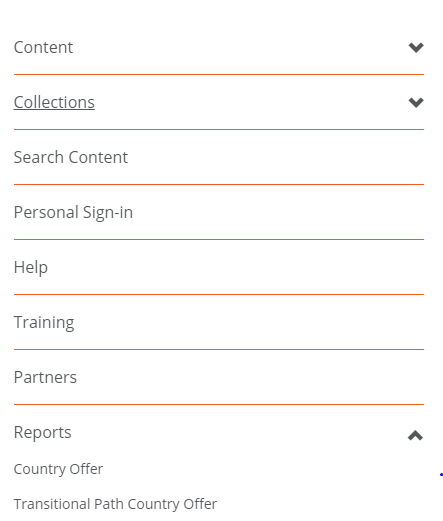 Content
Collections
Search Content
Personal Sign-in
Help
Training
Partners
Reports
Country Offer
Transitional Path Country Offer